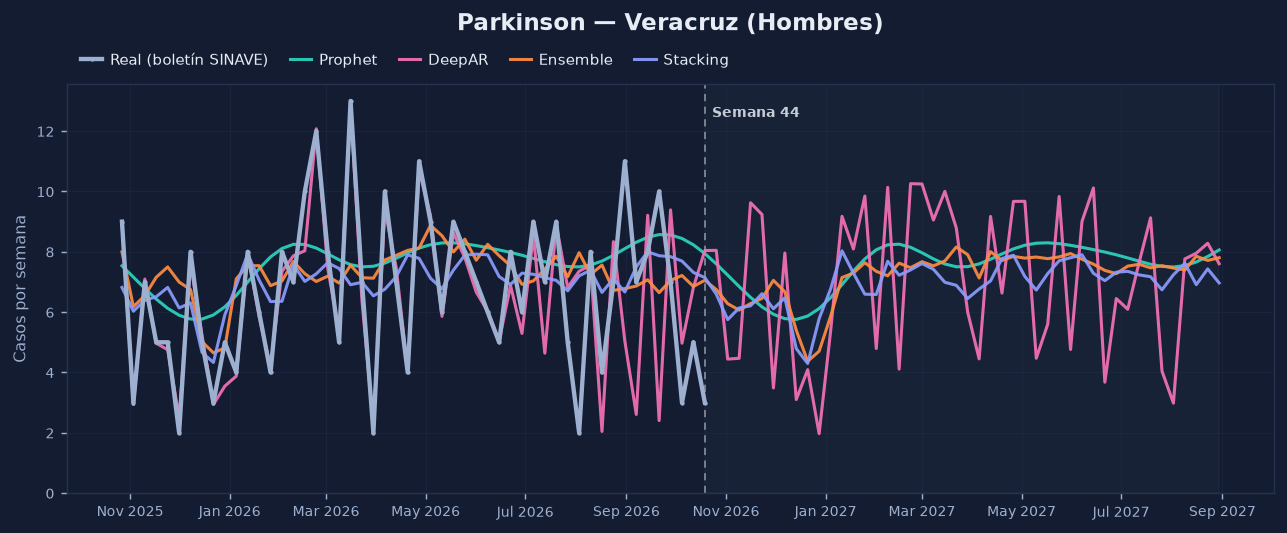 Parkinson — Veracruz (Hombres)
Real (boletín SINAVE) Prophet DeepAR Ensemble Stacking
Semana 44
Casos por semana
12
10
8
6
4
2
0
Nov 2025 Jan 2026 Mar 2026 May 2026 Jul 2026 Sep 2026 Nov 2026 Jan 2027 Mar 2027 May 2027 Jul 2027 Sep 2027